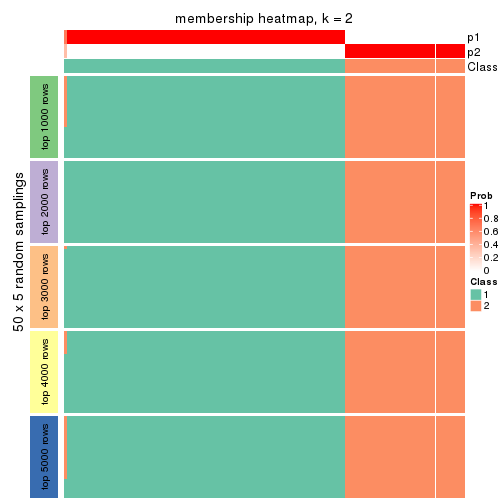 membership heatmap, k = 2
p1
p2
Class
50 x 5 random samplings
top 1000 rows
top 2000 rows
top 3000 rows
top 4000 rows
top 5000 rows
Prob
1
0.8
0.6
0.4
0.2
0
Class
1
2